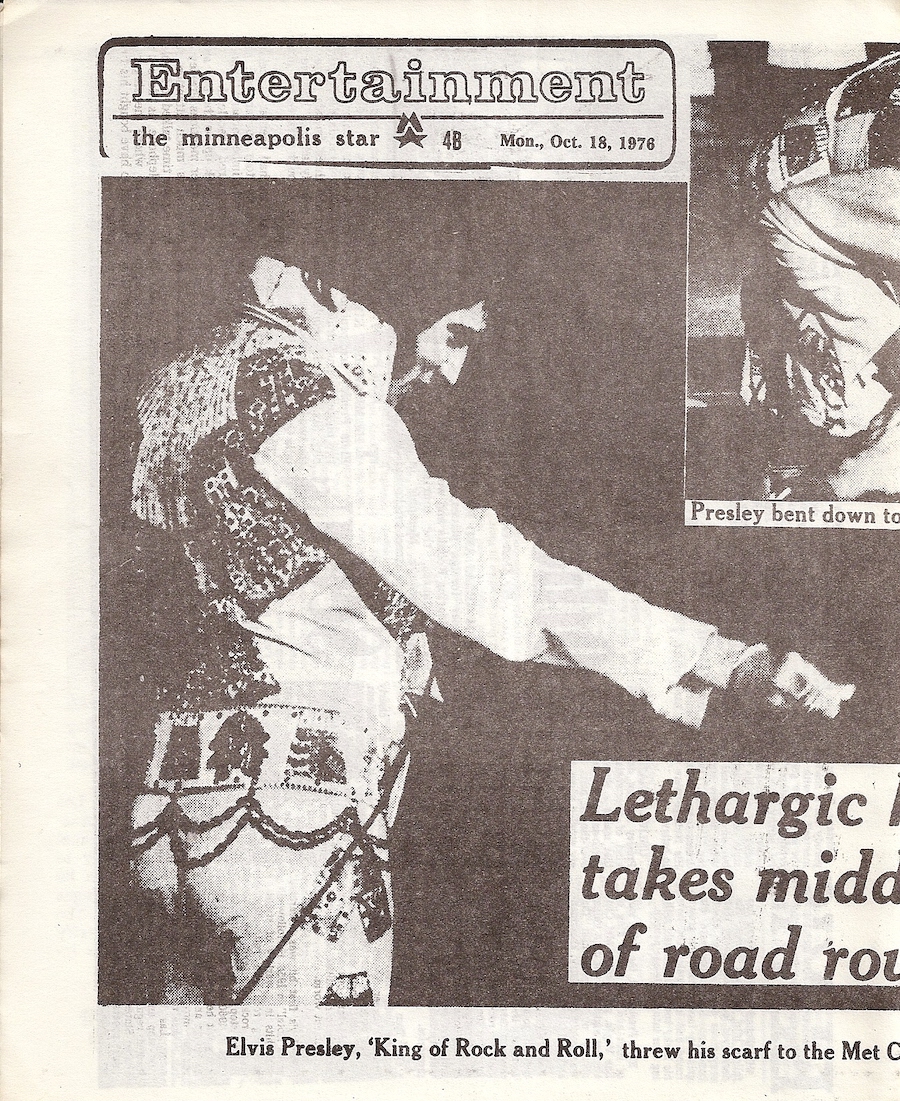 Entertainment
the minneapolis star 4B Mon., Oct. 18, 1976
Presley bent down to
Lethargic
takes midd
of road rou
Elvis Presley, ‘King of Rock and Roll,’ threw his scarf to the Met C